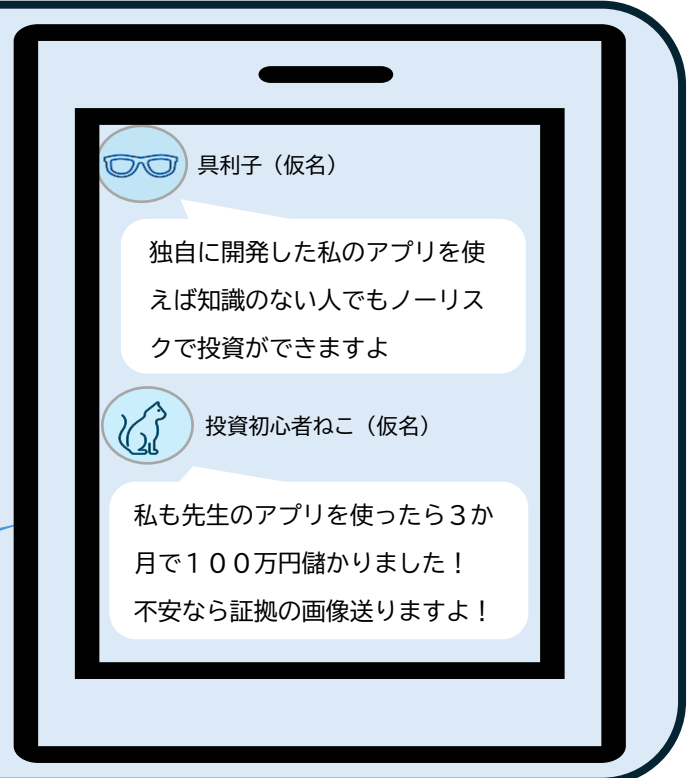 具利子（仮名）
独自に開発した私のアプリを使
えば知識のない人でもノーリス
クで投資ができますよ
投資初心者ねこ（仮名）
私も先生のアプリを使ったら３か
月で１００万円儲かりました！
不安なら証拠の画像送りますよ！